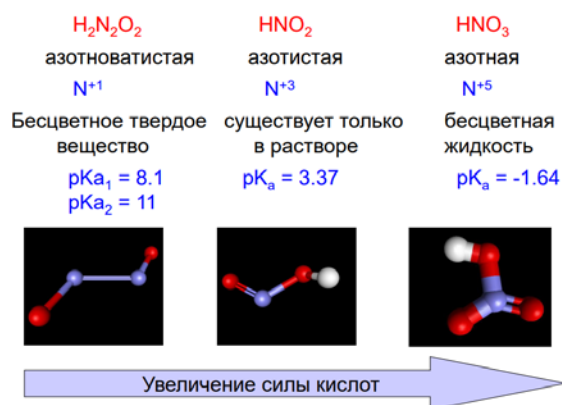 H₂N₂O₂ HNO₂ HNO₃
азотноватистая азотистая азотная
N⁺¹ N⁺³ N⁺⁵
Бесцветное твердое существует только бесцветная
вещество в растворе жидкость
pKa₁ = 8.1 pKₐ = 3.37 pKₐ = -1.64
pKa₂ = 11
Увеличение силы кислот